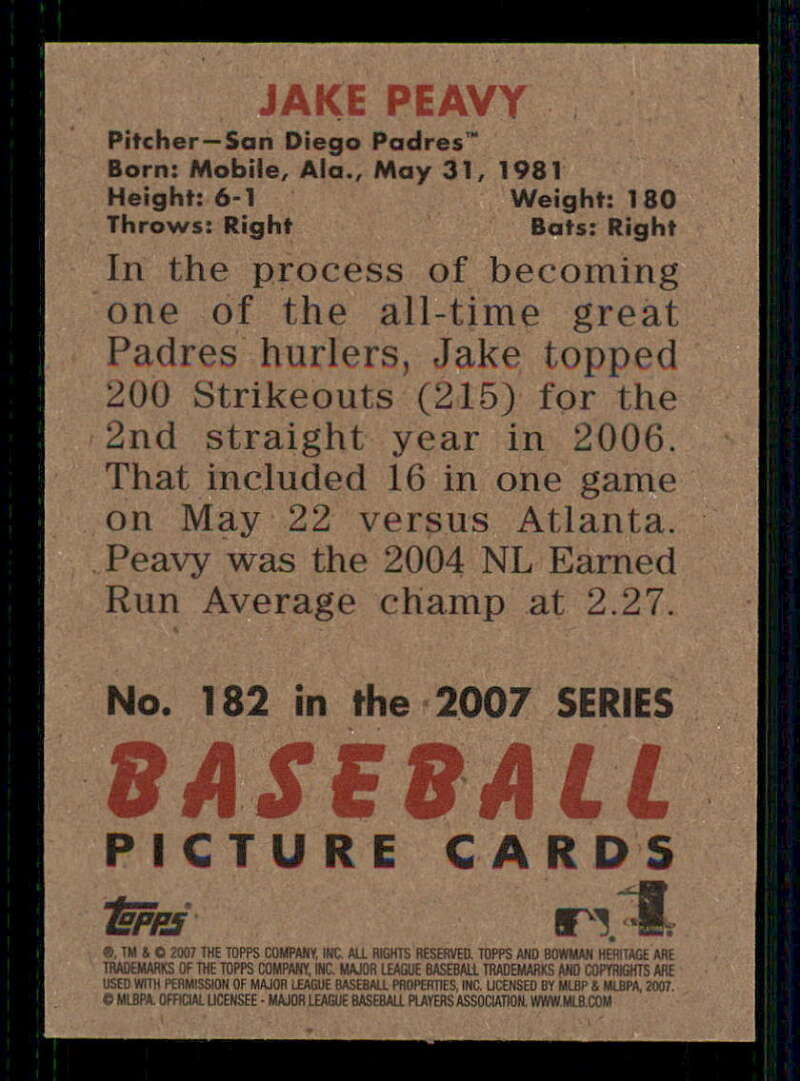 JAKE PEAVY
Pitcher—San Diego Padres™
Born: Mobile, Ala., May 31, 1981
Height: 6-1 Weight: 180
Throws: Right Bats: Right
In the process of becoming
one of the all-time great
Padres hurlers, Jake topped
200 Strikeouts (215) for the
2nd straight year in 2006.
That included 16 in one game
on May 22 versus Atlanta.
Peavy was the 2004 NL Earned
Run Average champ at 2.27.
No. 182 in the 2007 SERIES
BASEBALL
PICTURE CARDS
topps
®, TM & © 2007 THE TOPPS COMPANY, INC. ALL RIGHTS RESERVED. TOPPS AND BOWMAN HERITAGE ARE
TRADEMARKS OF THE TOPPS COMPANY, INC. MAJOR LEAGUE BASEBALL TRADEMARKS AND COPYRIGHTS ARE
USED WITH PERMISSION OF MAJOR LEAGUE BASEBALL PROPERTIES, INC. LICENSED BY MLBP & MLBPA, 2007.
© MLBPA. OFFICIAL LICENSEE - MAJOR LEAGUE BASEBALL PLAYERS ASSOCIATION. WWW.MLB.COM